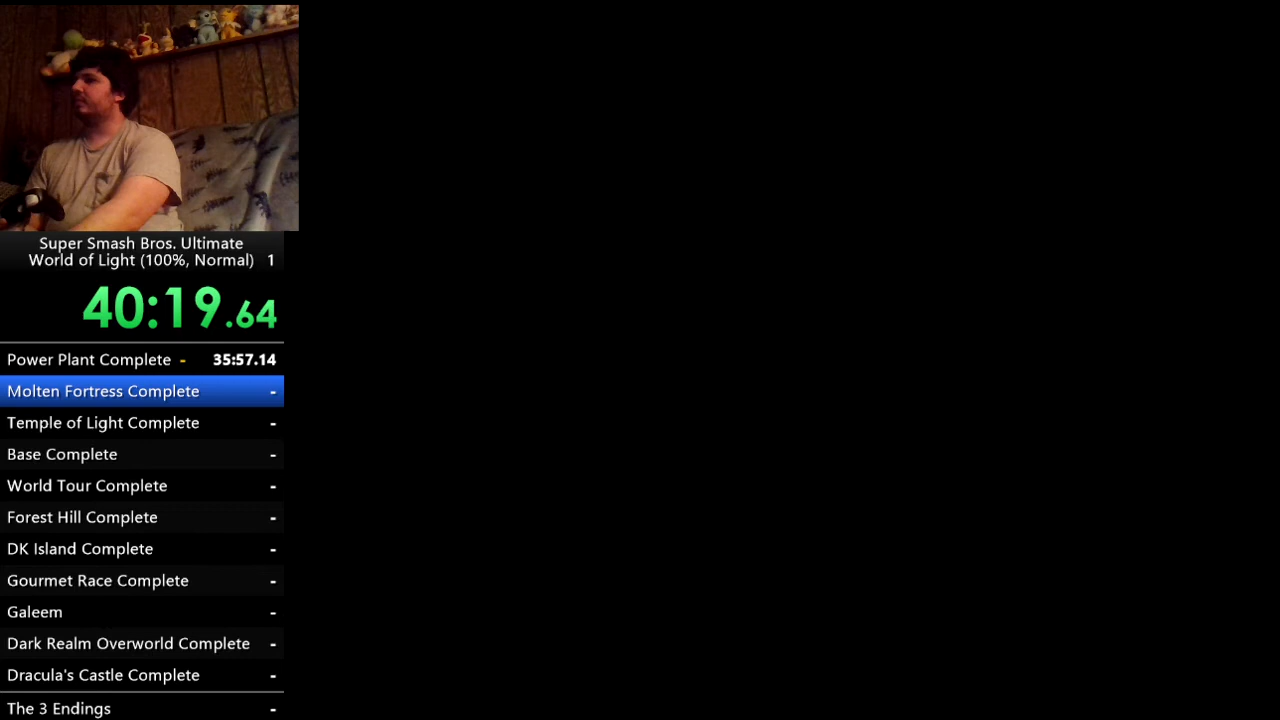 Super Smash Bros. Ultimate
World of Light (100%, Normal) 1
40:19.64
Power Plant Complete - 35:57.14
Molten Fortress Complete -
Temple of Light Complete -
Base Complete -
World Tour Complete -
Forest Hill Complete -
DK Island Complete -
Gourmet Race Complete -
Galeem -
Dark Realm Overworld Complete -
Dracula's Castle Complete -
The 3 Endings -